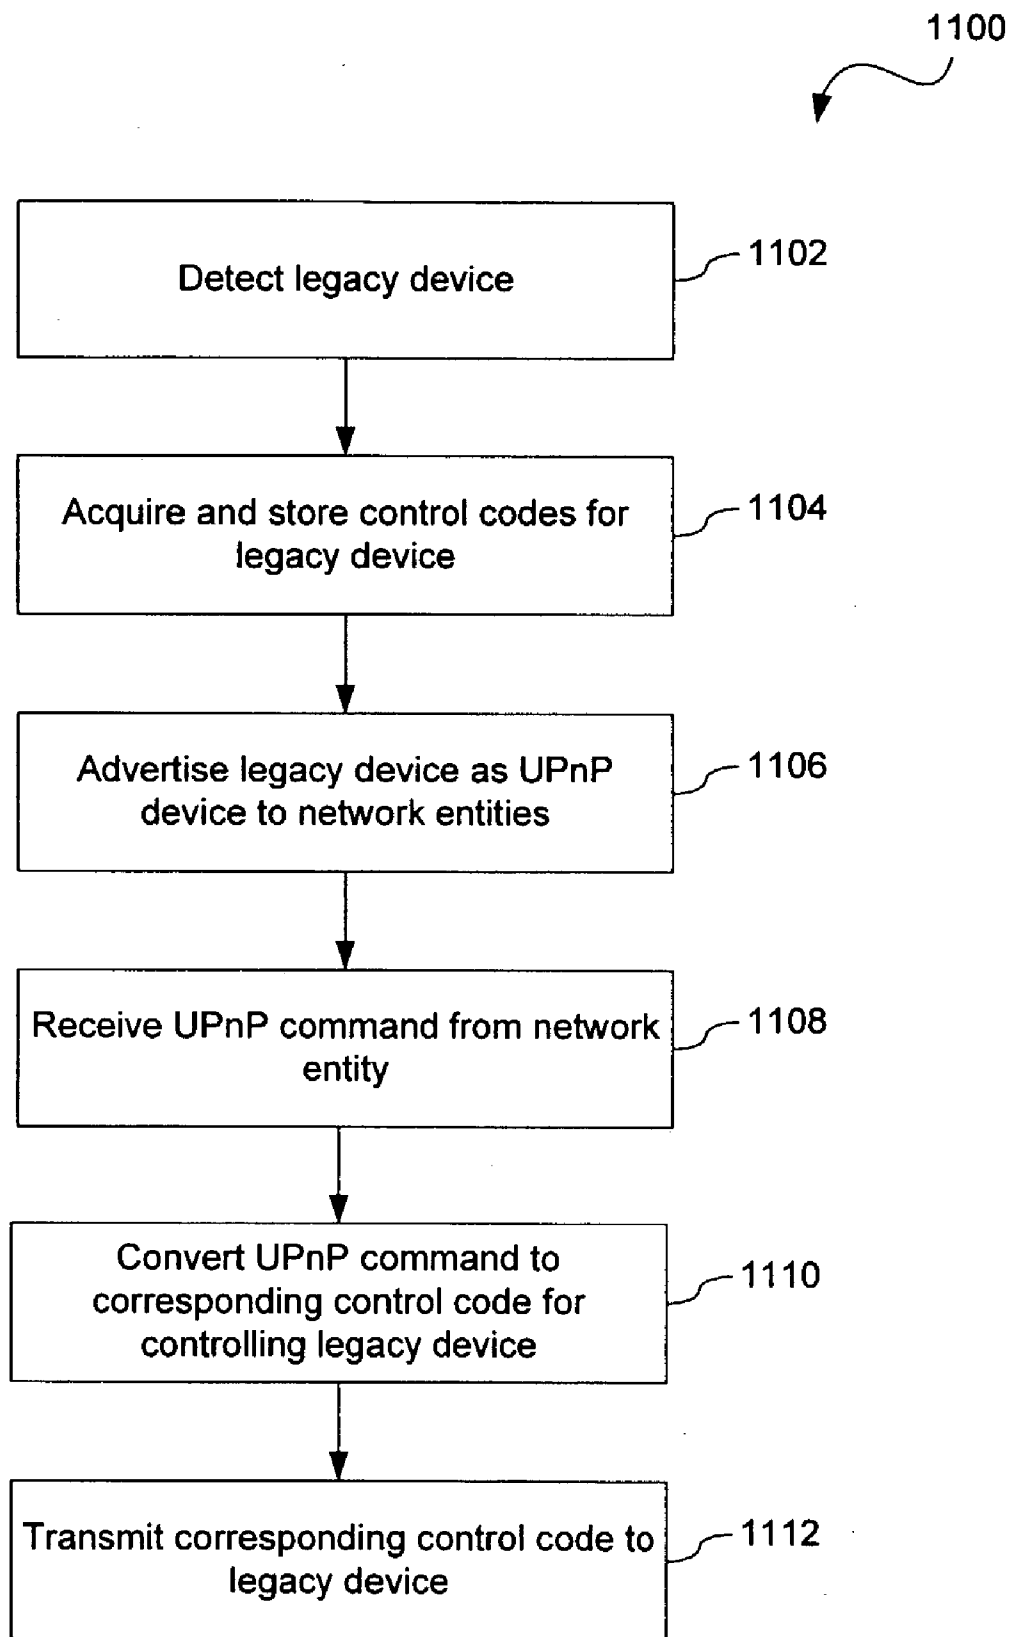 1100
Detect legacy device
1102
Acquire and store control codes for
legacy device
1104
Advertise legacy device as UPnP
device to network entities
1106
Receive UPnP command from network
entity
1108
Convert UPnP command to
corresponding control code for
controlling legacy device
1110
Transmit corresponding control code to
legacy device
1112